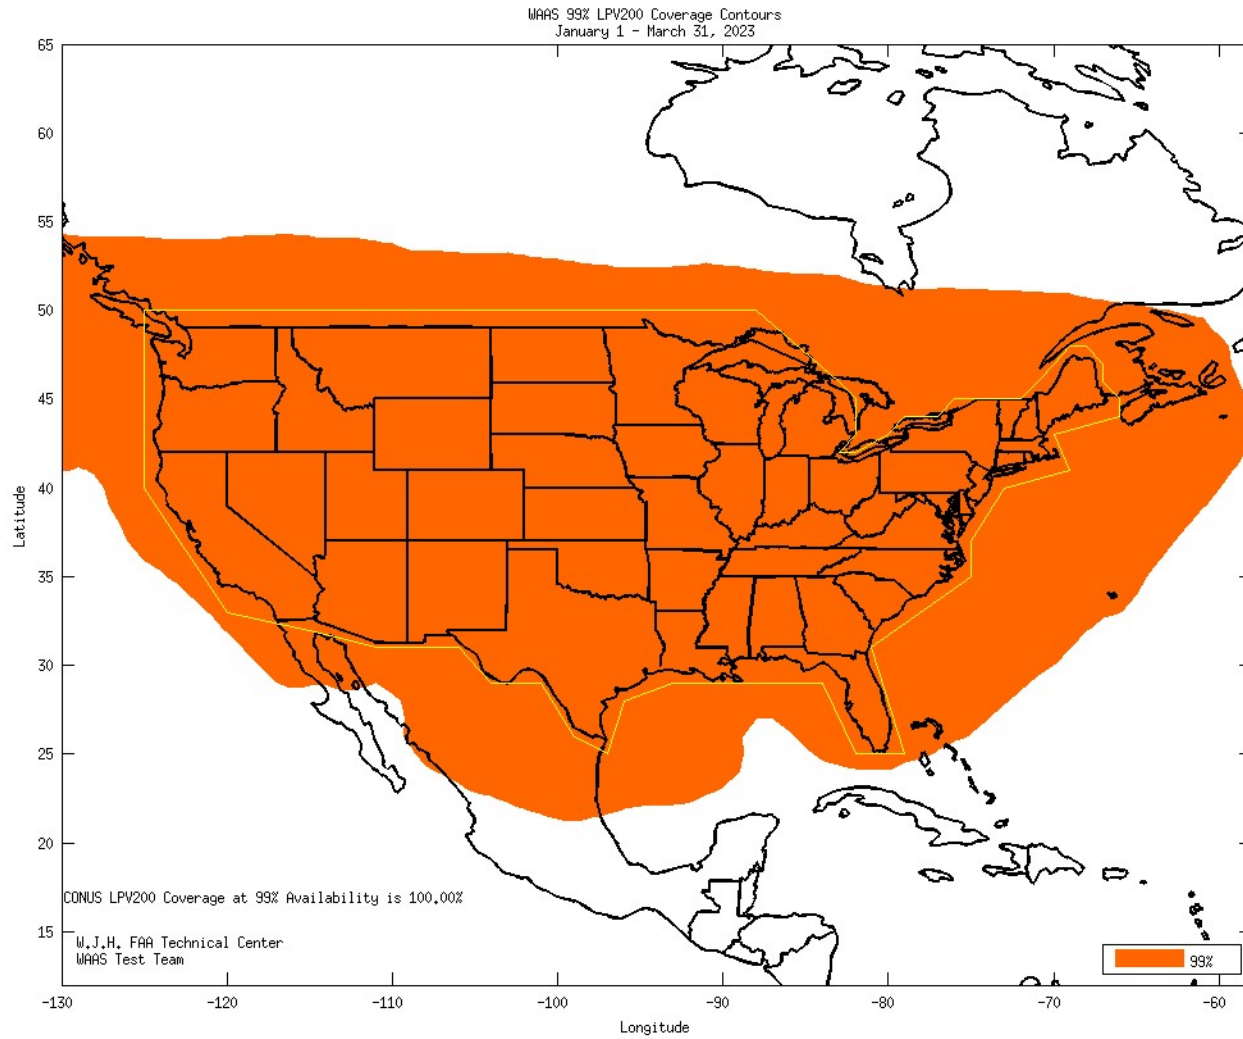 WAAS 99% LPV200 Coverage Contours
January 1 - March 31, 2023
65
60
55
50
45
40
35
30
25
20
15
Latitude
CONUS LPV200 Coverage at 99% Availability is 100.00%
W.J.H. FAA Technical Center
WAAS Test Team
99%
-130
-120
-110
-100
-90
-80
-70
-60
Longitude